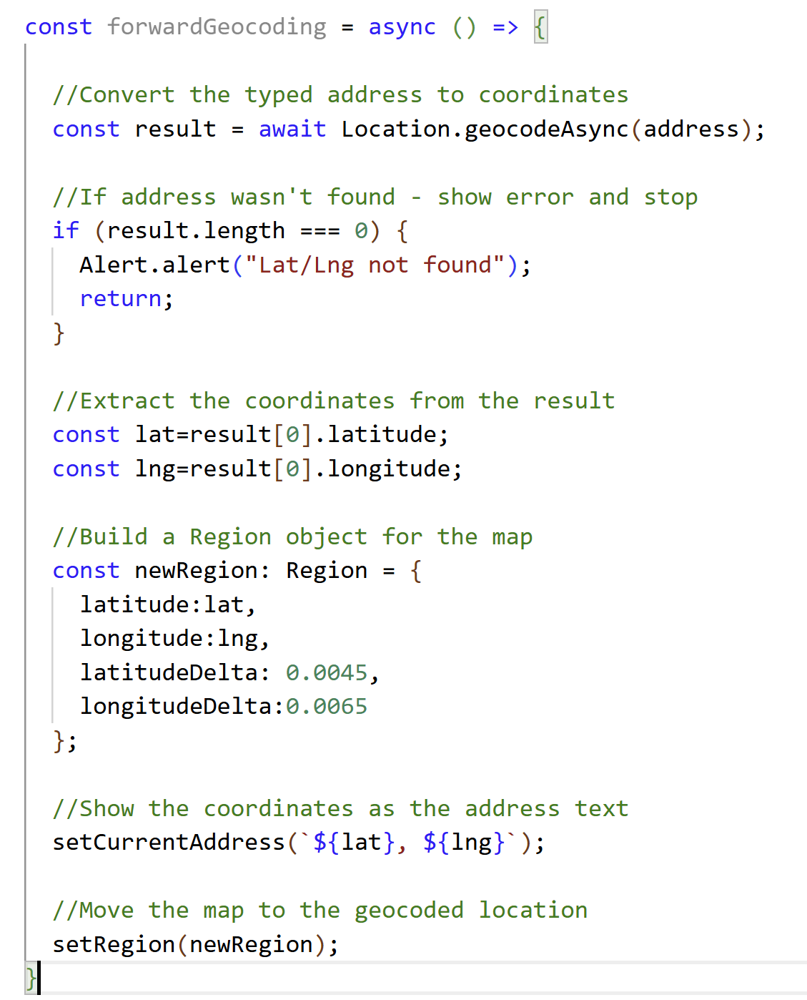 const forwardGeocoding = async () => {
//Convert the typed address to coordinates
const result = await Location.geocodeAsync(address);
//If address wasn't found - show error and stop
if (result.length === 0) {
Alert.alert("Lat/Lng not found");
return;
}
//Extract the coordinates from the result
const lat=result[0].latitude;
const lng=result[0].longitude;
//Build a Region object for the map
const newRegion: Region = {
latitude:lat,
longitude:lng,
latitudeDelta: 0.0045,
longitudeDelta:0.0065
};
//Show the coordinates as the address text
setCurrentAddress(`${lat}, ${lng}`);
//Move the map to the geocoded location
setRegion(newRegion);
}